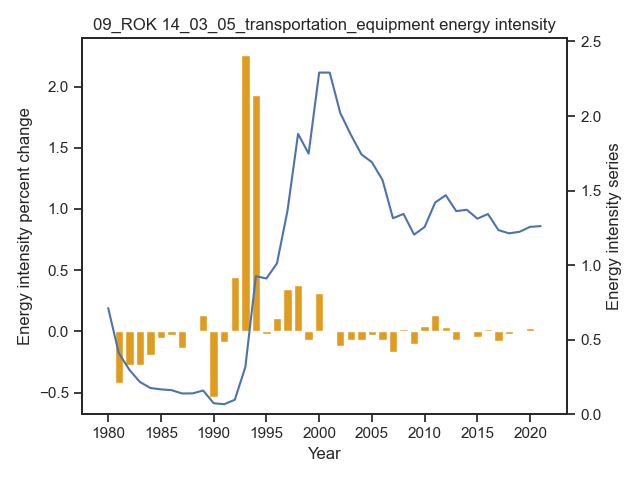 09_ROK 14_03_05_transportation_equipment energy intensity
Energy intensity percent change
2.0
1.5
1.0
0.5
0.0
−0.5
2.5
2.0
1.5
1.0
0.5
0.0
Energy intensity series
1980 1985 1990 1995 2000 2005 2010 2015 2020
Year